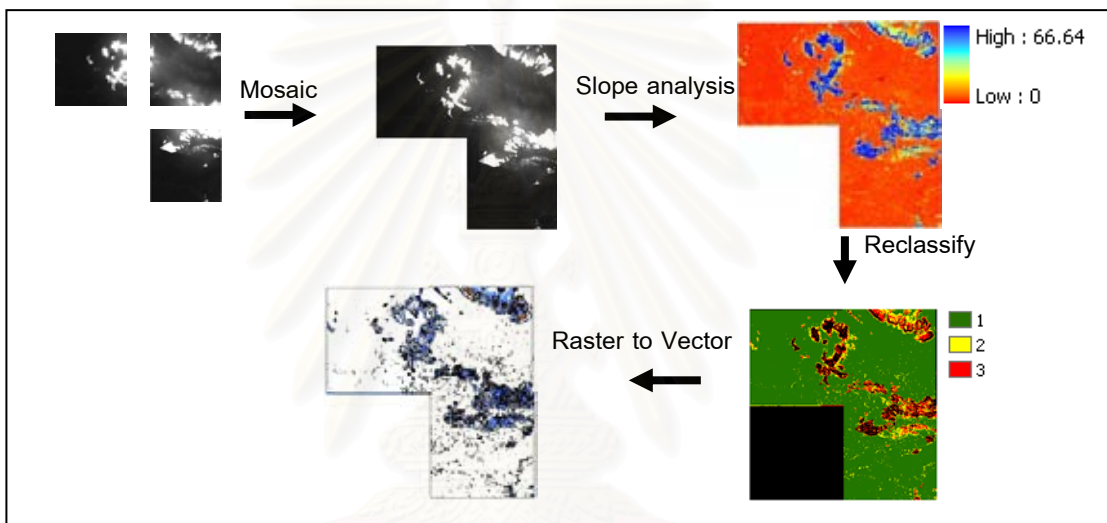 Mosaic
Slope analysis
High : 66.64
Low : 0
Reclassify
1
2
3
Raster to Vector